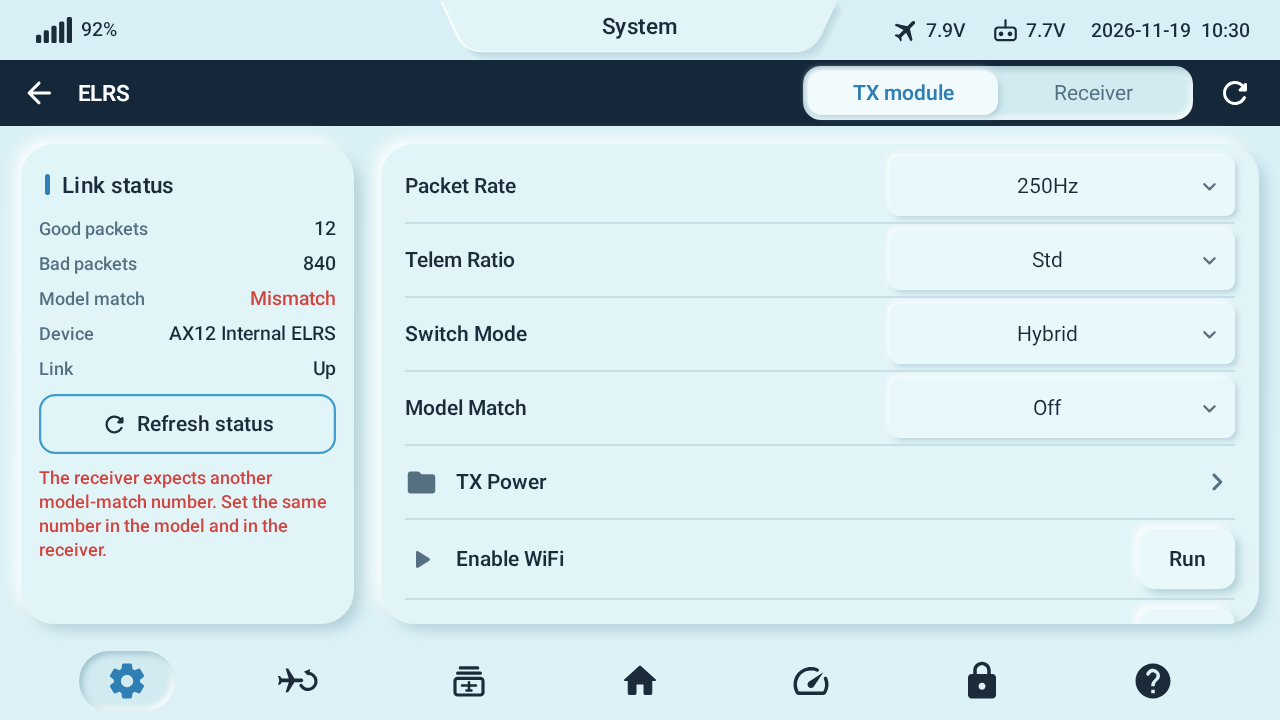 92%
System
7.9V
7.7V
2026-11-19 10:30
ELRS
TX module
Receiver
Link status
Good packets 12
Bad packets 840
Model match Mismatch
Device AX12 Internal ELRS
Link Up
Refresh status
The receiver expects another
model-match number. Set the same
number in the model and in the
receiver.
Packet Rate 250Hz
Telem Ratio Std
Switch Mode Hybrid
Model Match Off
TX Power
Enable WiFi Run